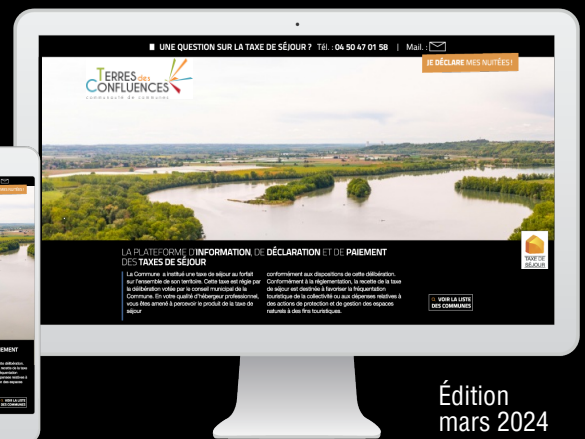 UNE QUESTION SUR LA TAXE DE SÉJOUR ? Tél. : 04 50 47 01 58 | Mail. :
JE DÉCLARE MES NUITÉES !
TERRES des
CONFLUENCES
communauté de communes
LA PLATEFORME D'INFORMATION, DE DÉCLARATION ET DE PAIEMENT
DES TAXES DE SÉJOUR
La Commune a institué une taxe de séjour au forfait
sur l'ensemble de son territoire. Cette taxe est régie par
la délibération votée par le conseil municipal de la
Commune. En votre qualité d'hébergeur professionnel,
vous êtes amené à percevoir le produit de la taxe de
séjour
conformément aux dispositions de cette délibération.
Conformément à la réglementation, la recette de la taxe
de séjour est destinée à favoriser la fréquentation
touristique de la collectivité ou aux dépenses relatives à
des actions de protection et de gestion des espaces
naturels à des fins touristiques.
TAXE DE
SÉJOUR
VOIR LA LISTE
DES COMMUNES
IEMENT
VOIR LA LISTE
DES COMMUNES
Édition
mars 2024